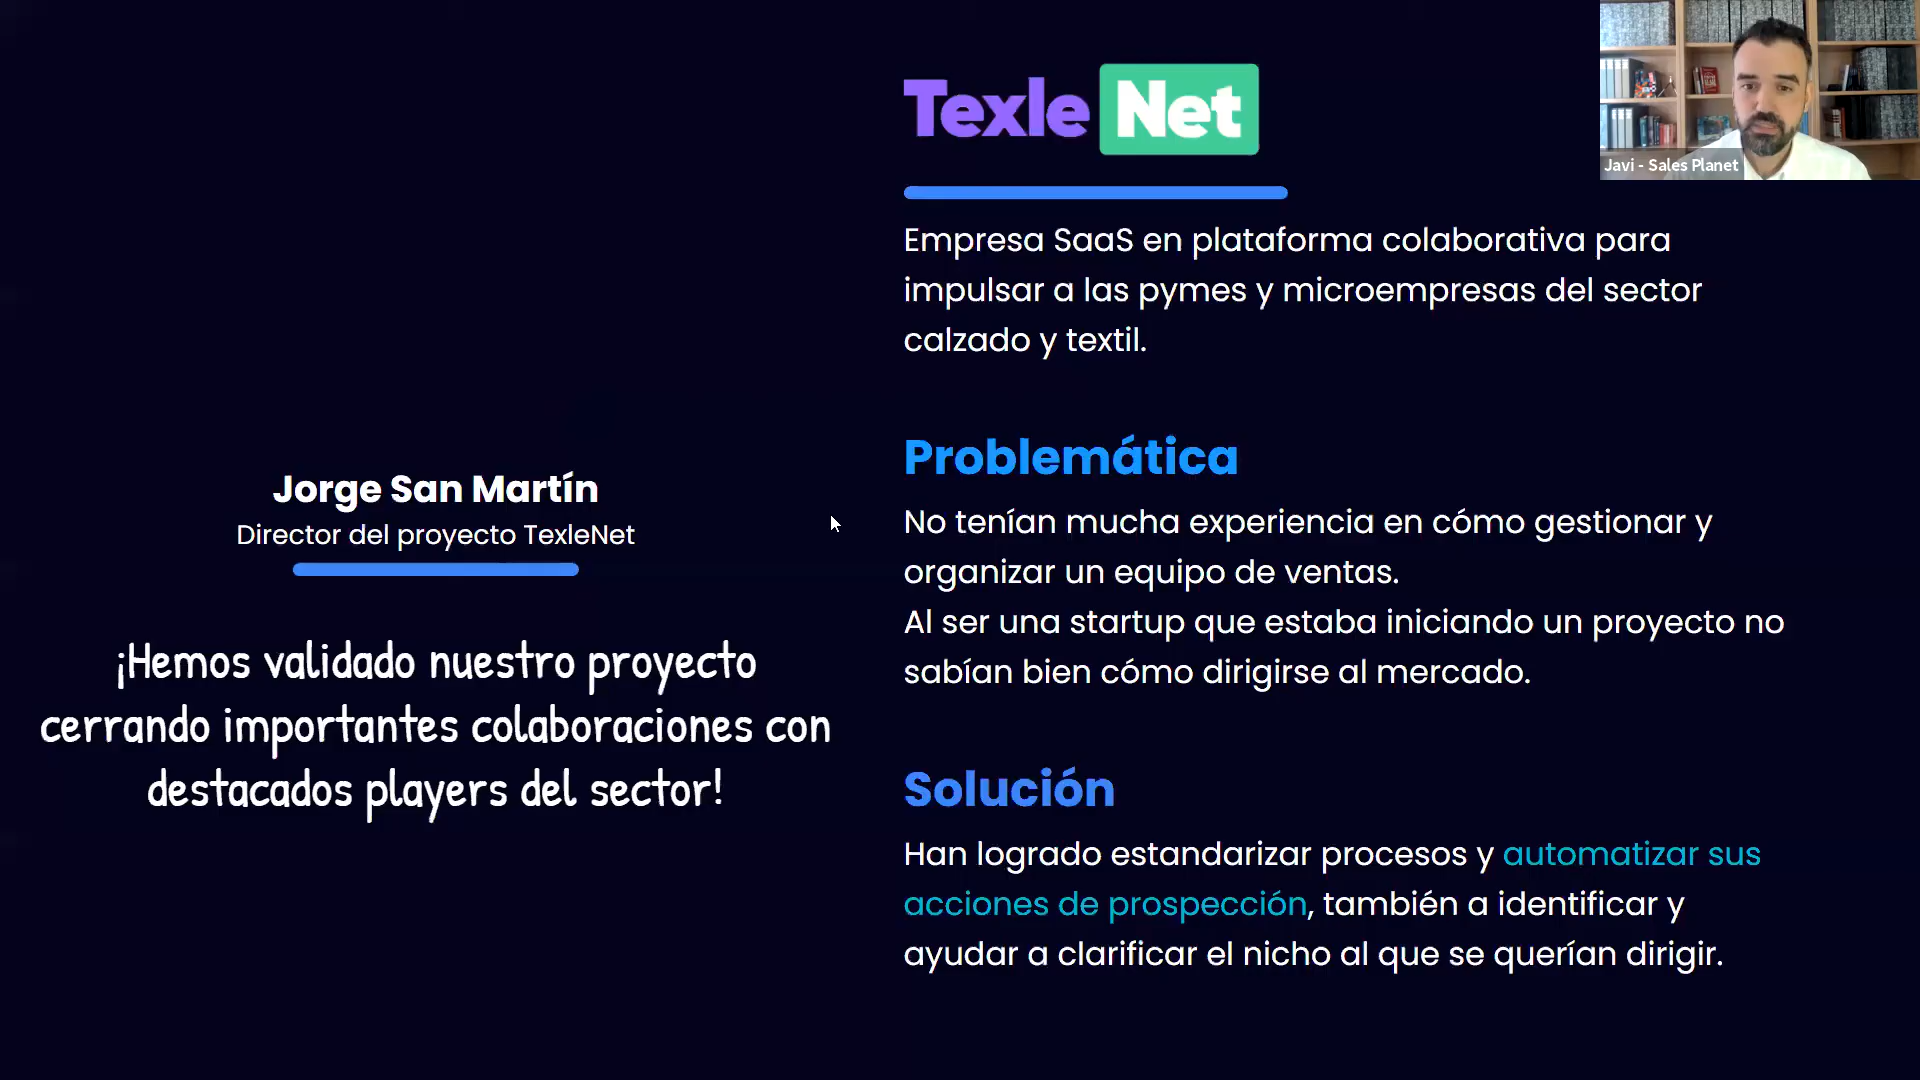 Texle Net
Javi - Sales Planet
Empresa SaaS en plataforma colaborativa para
impulsar a las pymes y microempresas del sector
calzado y textil.
Problemática
No tenían mucha experiencia en cómo gestionar y
organizar un equipo de ventas.
Al ser una startup que estaba iniciando un proyecto no
sabían bien cómo dirigirse al mercado.
Solución
Han logrado estandarizar procesos y automatizar sus
acciones de prospección, también a identificar y
ayudar a clarificar el nicho al que se querían dirigir.
Jorge San Martín
Director del proyecto TexleNet
¡Hemos validado nuestro proyecto
cerrando importantes colaboraciones con
destacados players del sector!